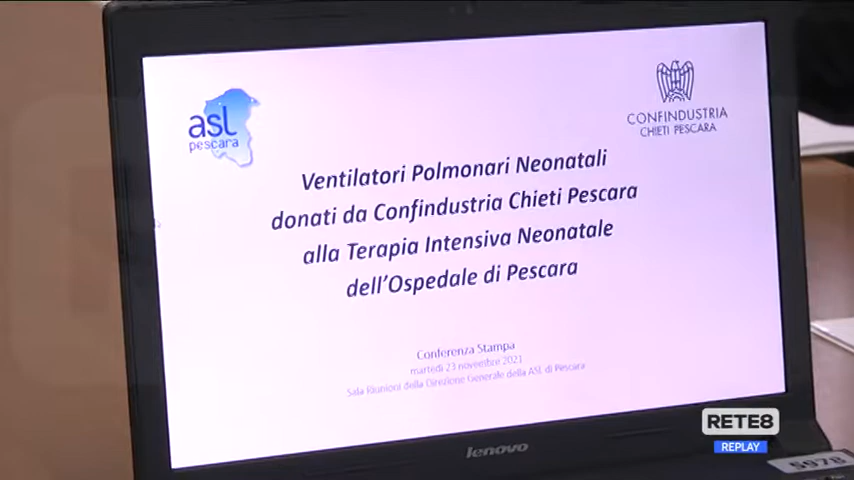 asl
pescara
CONFINDUSTRIA
CHIETI PESCARA
Ventilatori Polmonari Neonatali
donati da Confindustria Chieti Pescara
alla Terapia Intensiva Neonatale
dell'Ospedale di Pescara
Conferenza Stampa
martedì 23 novembre 2021
Sala Riunioni della Direzione Generale della ASL di Pescara
lenovo
RETE8
REPLAY
5978